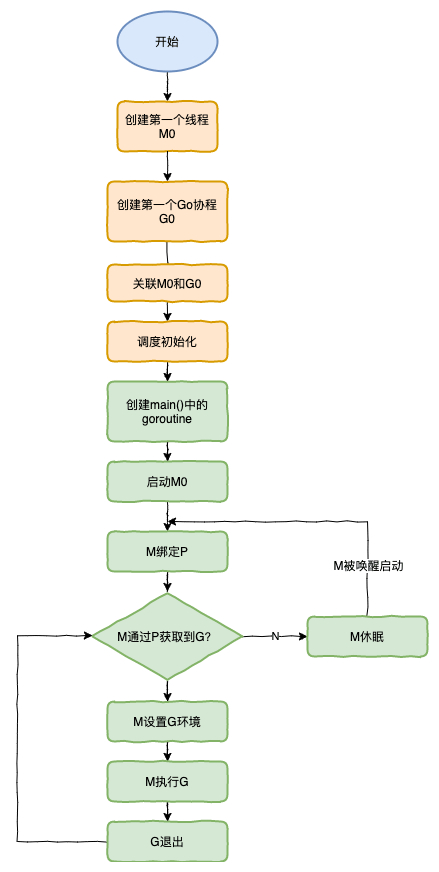 开始
创建第一个线程
M0
创建第一个Go协程
G0
关联M0和G0
调度初始化
创建main()中的
goroutine
启动M0
M绑定P
M被唤醒启动
M通过P获取到G?
N
M休眠
M设置G环境
M执行G
G退出